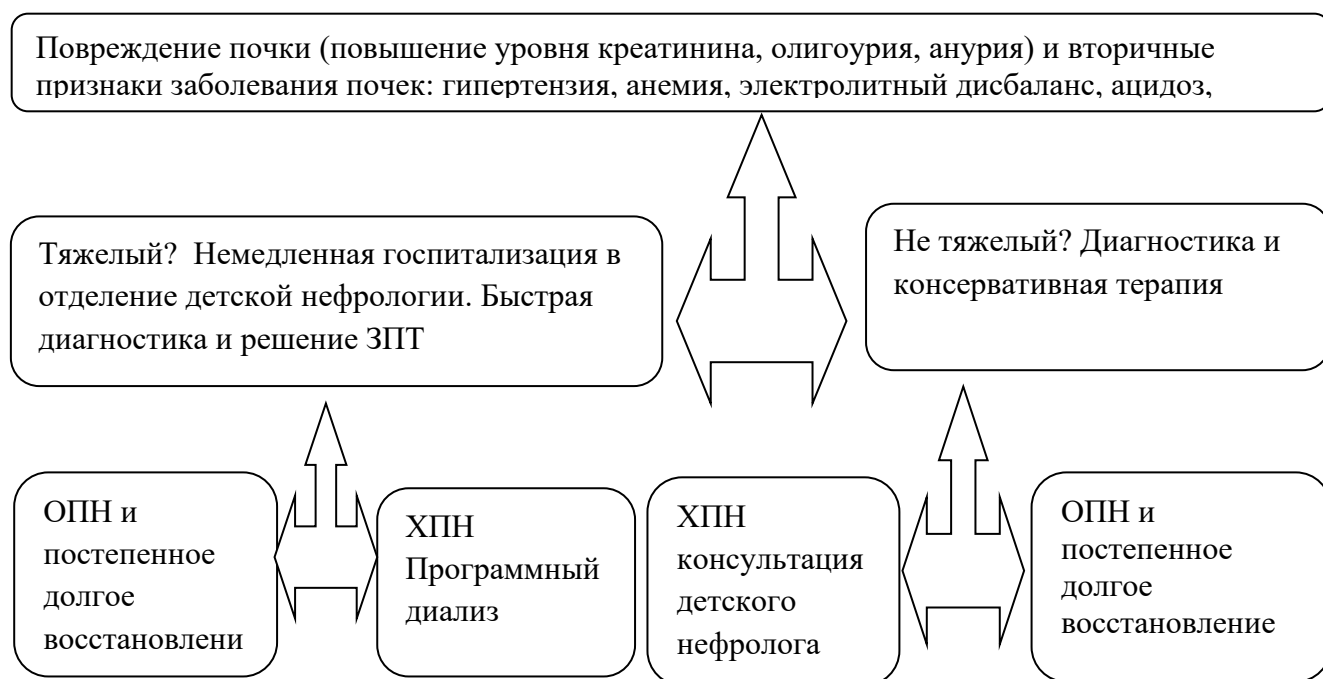 Повреждение почки (повышение уровня креатинина, олигоурия, анурия) и вторичные
признаки заболевания почек: гипертензия, анемия, электролитный дисбаланс, ацидоз,
Тяжелый?  Немедленная госпитализация в
отделение детской нефрологии. Быстрая
диагностика и решение ЗПТ
Не тяжелый? Диагностика и
консервативная терапия
ОПН и
постепенное
долгое
восстановлени
ХПН
Программный
диализ
ХПН
консультация
детского
нефролога
ОПН и
постепенное
долгое
восстановление